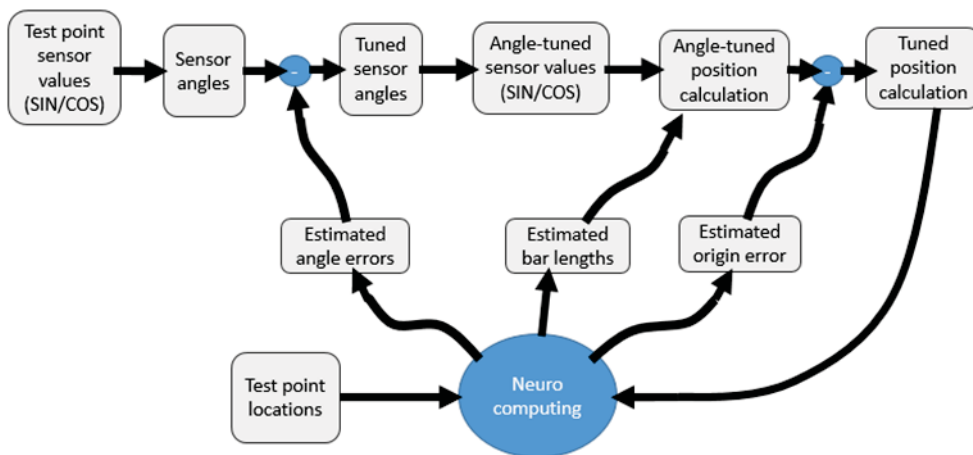 Test point
sensor
values
(SIN/COS)
Sensor
angles
-
Tuned
sensor
angles
Angle-tuned
sensor values
(SIN/COS)
Angle-tuned
position
calculation
-
Tuned
position
calculation
Estimated
angle errors
Estimated
bar lengths
Estimated
origin error
Test point
locations
Neuro
computing